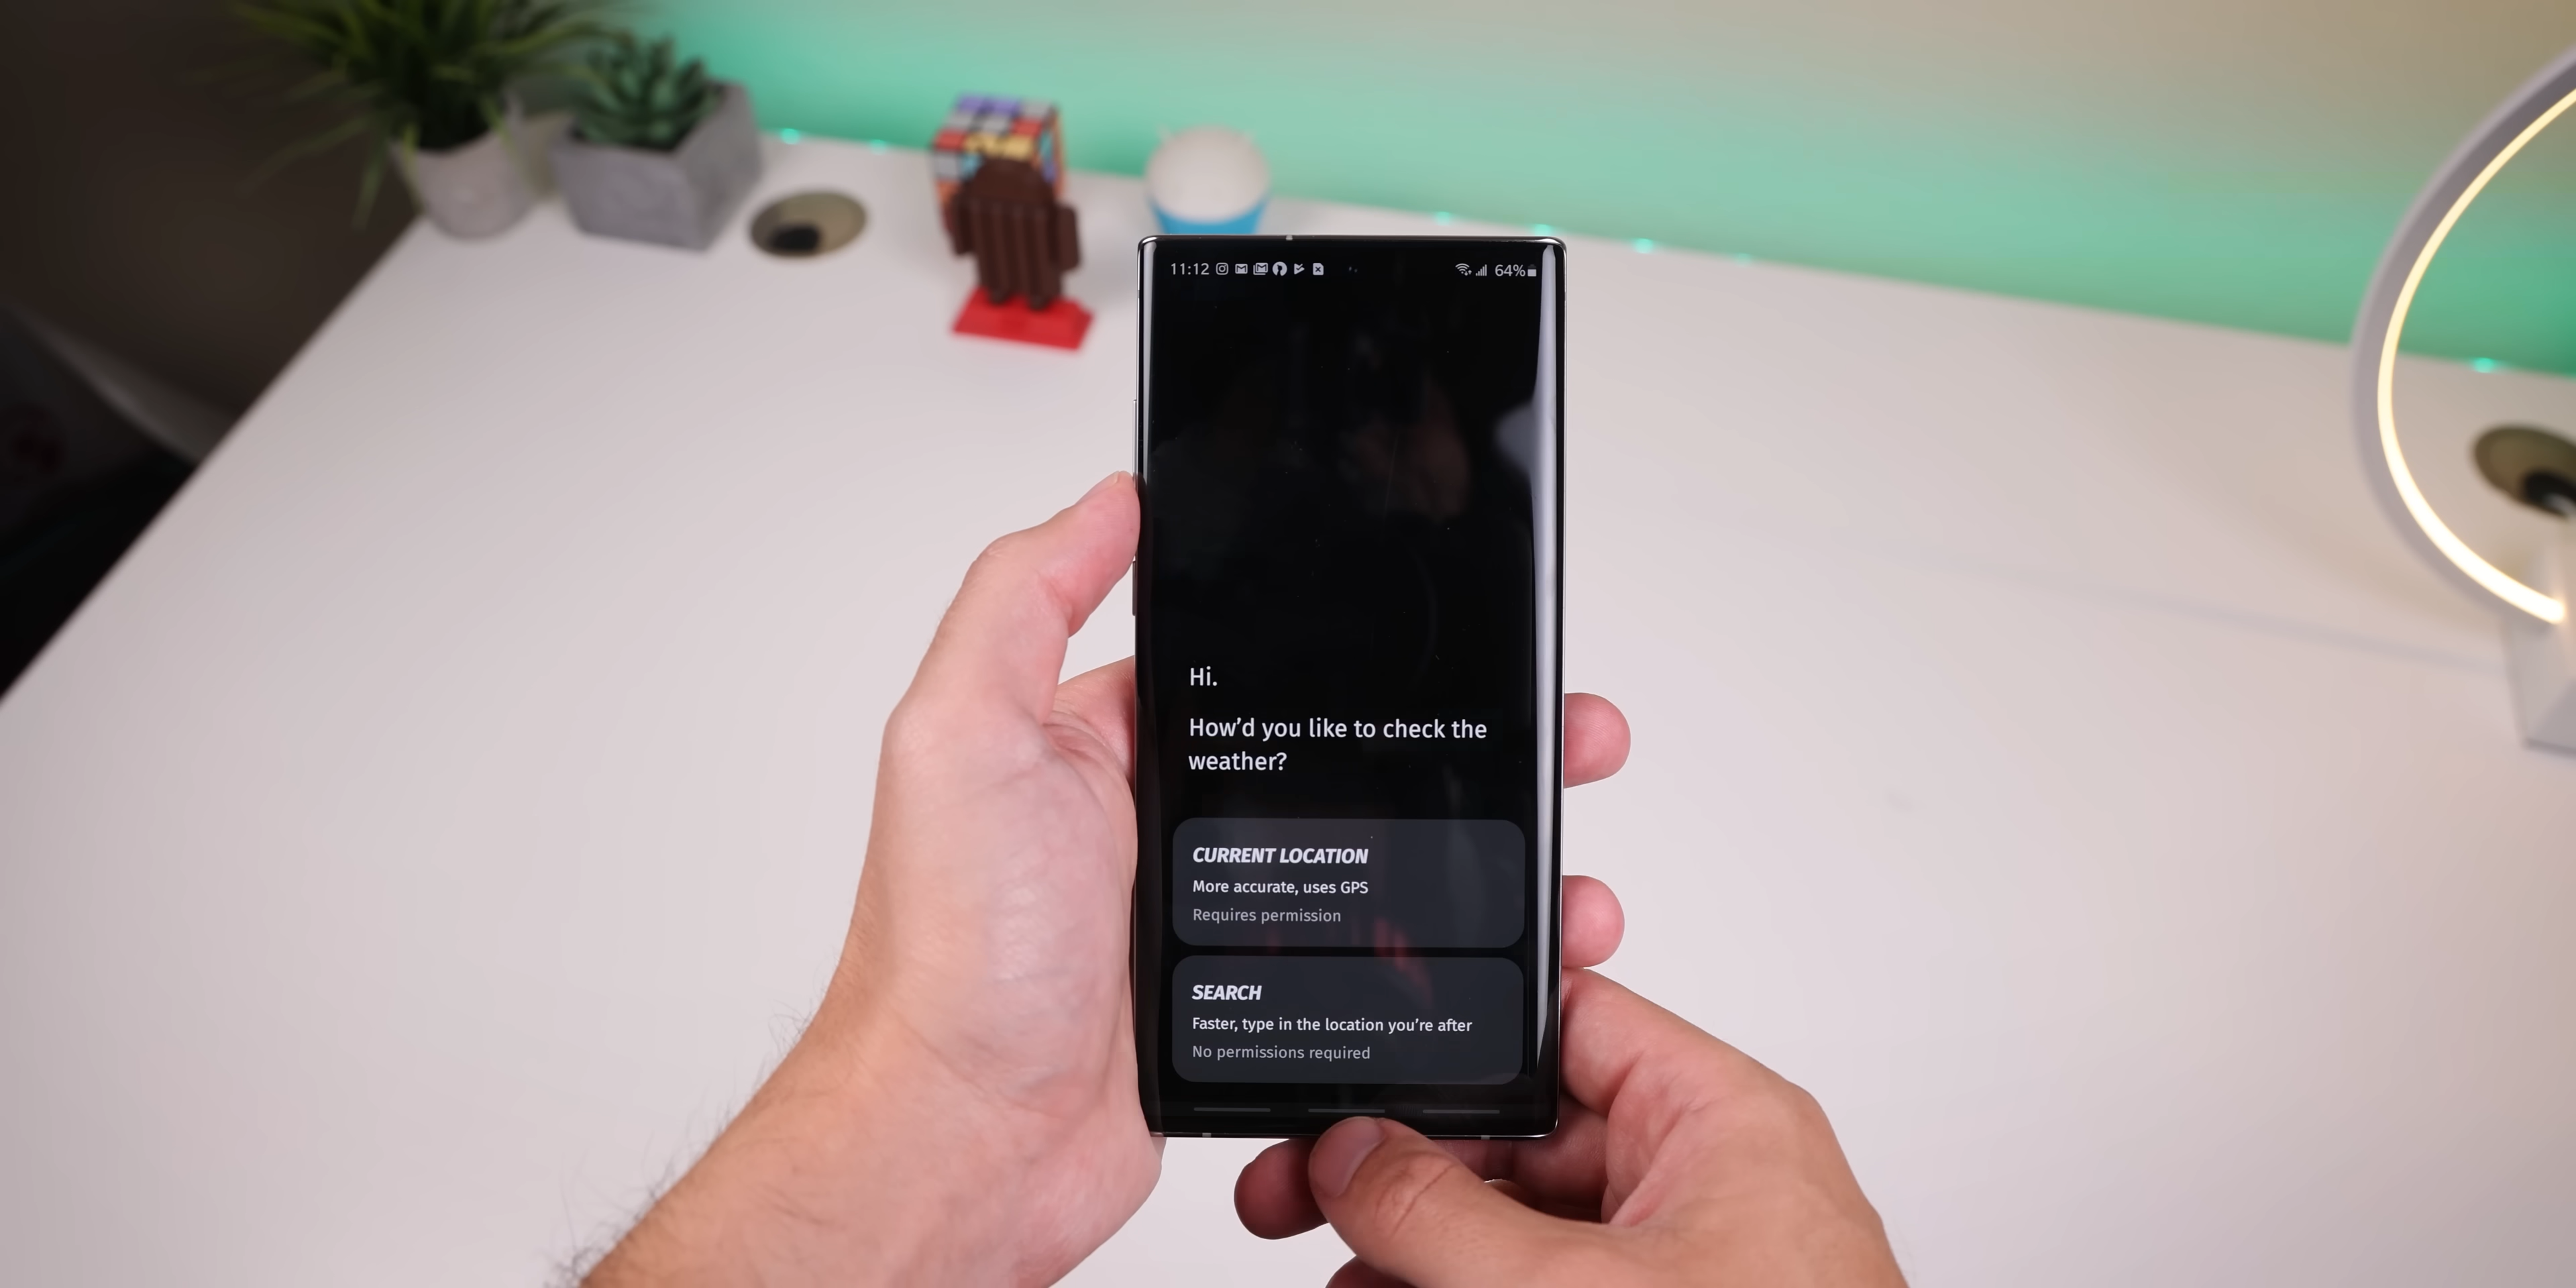 11:12
64%
Hi.
How’d you like to check the
weather?
CURRENT LOCATION
More accurate, uses GPS
Requires permission
SEARCH
Faster, type in the location you’re after
No permissions required